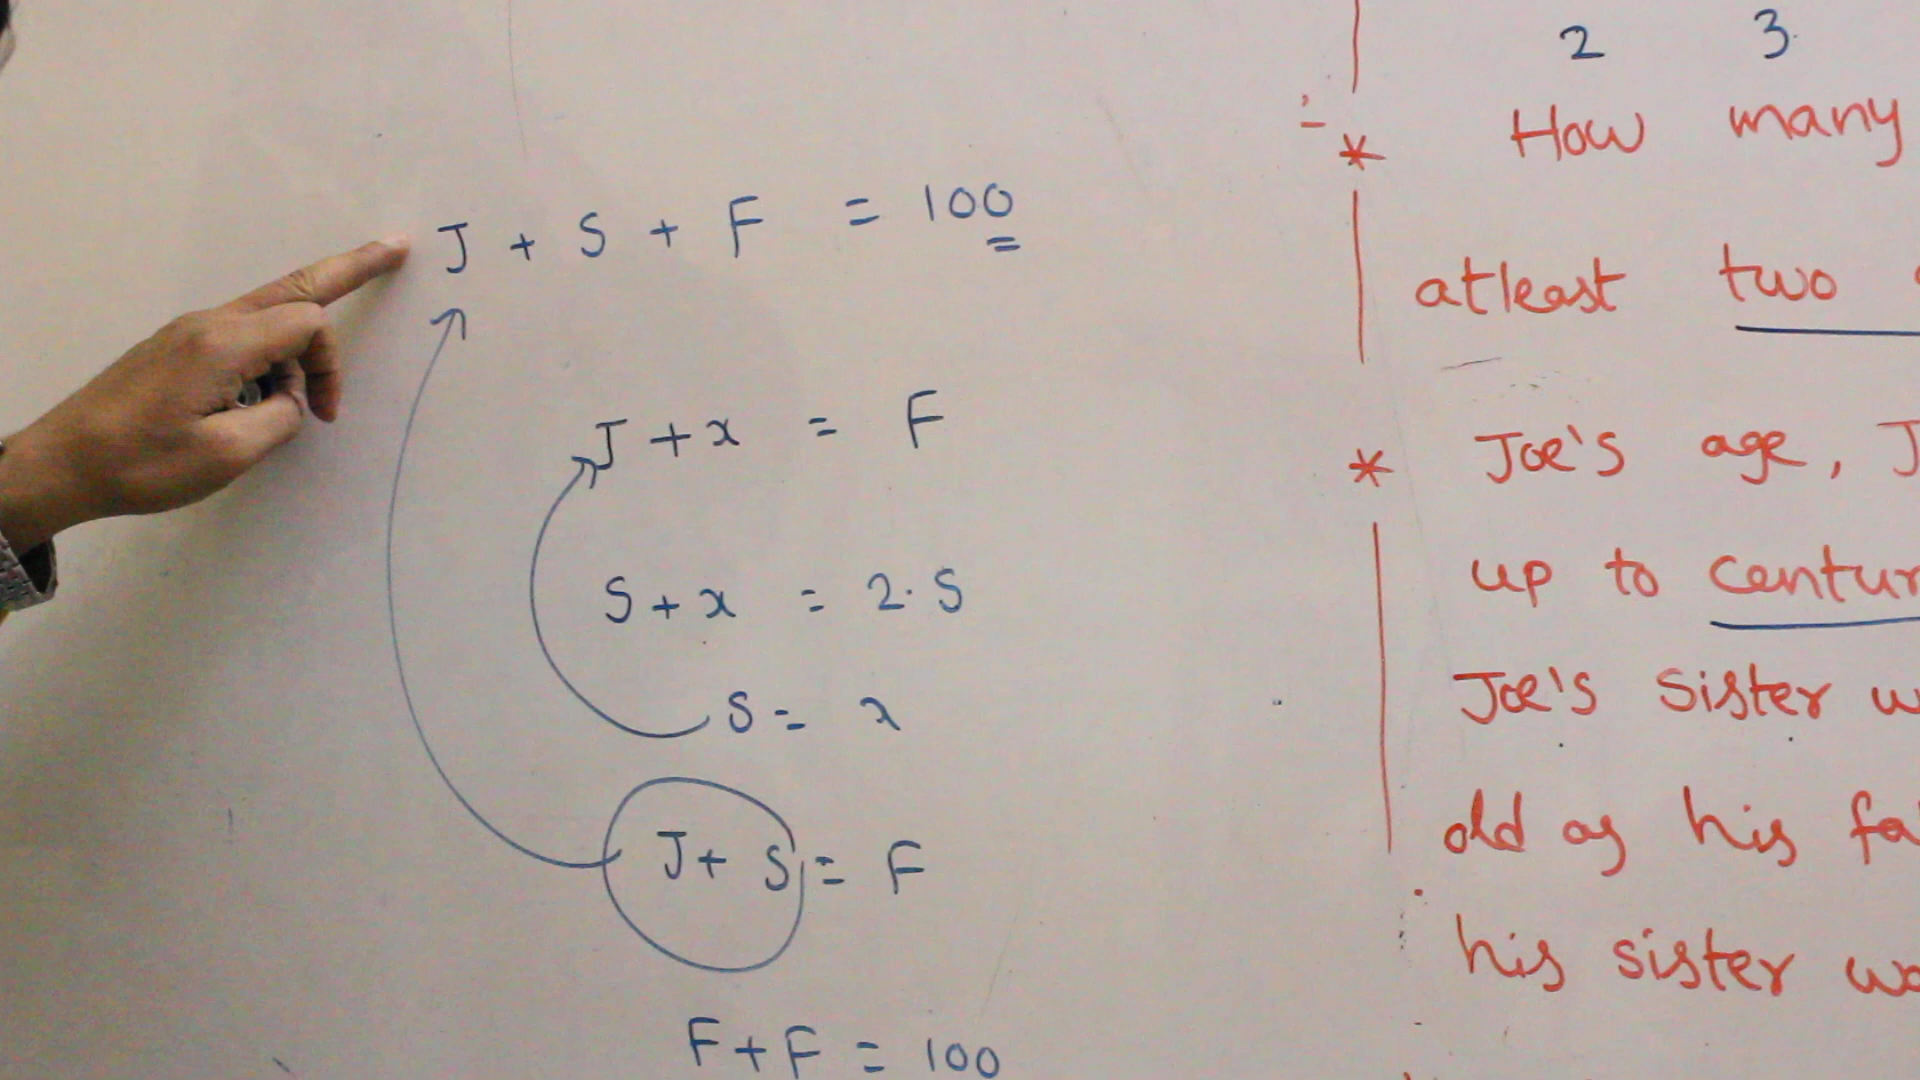 J + S + F = 100
J + x = F
S + x = 2·S
S = x
J + S = F
F + F = 100
2 3
* How many
atleast two
* Joe's age, J
up to centur
Joe's sister w
old as his fa
his sister wa